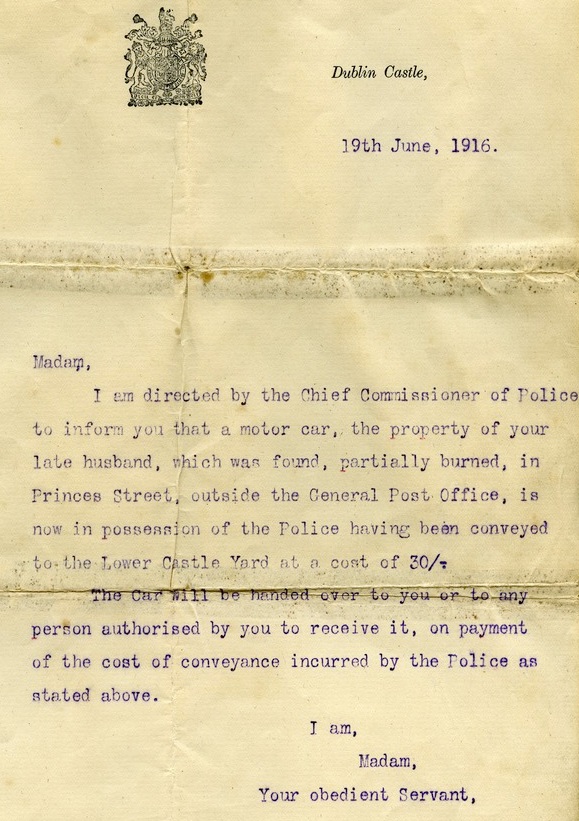 Dublin Castle,
19th June, 1916.
Madam,
I am directed by the Chief Commissioner of Police
to inform you that a motor car, the property of your
late husband, which was found, partially burned, in
Princes Street, outside the General Post Office, is
now in possession of the Police having been conveyed
to the Lower Castle Yard at a cost of 30/-
The Car will be handed over to you or to any
person authorised by you to receive it, on payment
of the cost of conveyance incurred by the Police as
stated above.
I am,
Madam,
Your obedient Servant,